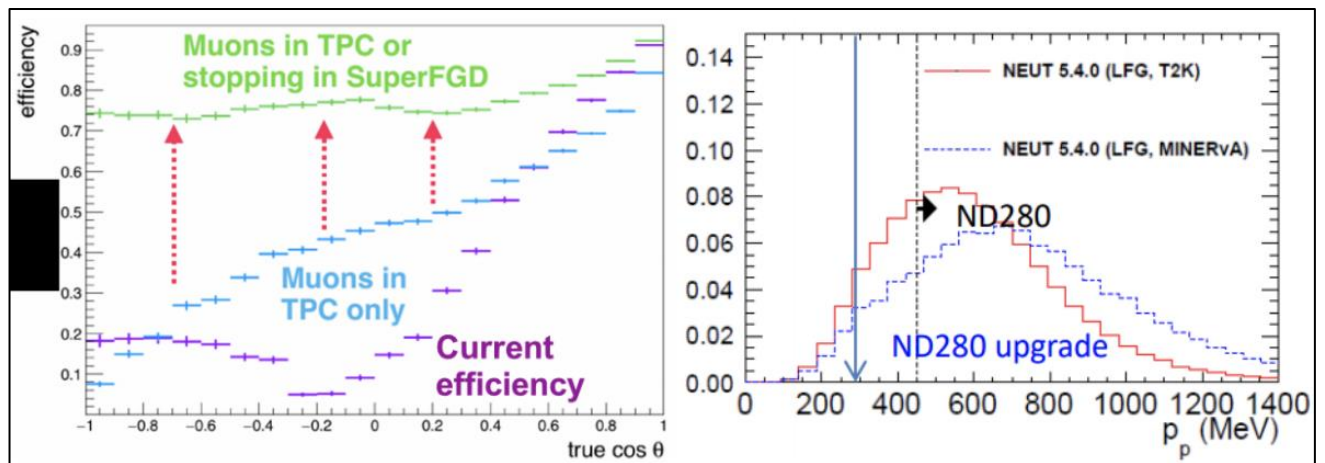 efficiency
0.9
0.8
0.7
0.6
0.5
0.4
0.3
0.2
0.1
Muons in TPC or
stopping in SuperFGD
Muons in
TPC only
Current
efficiency
−1 −0.8 −0.6 −0.4 −0.2 0 0.2 0.4 0.6 0.8 1
true cos θ
0.14
0.12
0.10
0.08
0.06
0.04
0.02
0.00
NEUT 5.4.0 (LFG, T2K)
NEUT 5.4.0 (LFG, MINERvA)
ND280
ND280 upgrade
0 200 400 600 800 1000 1200 1400
p_p (MeV)